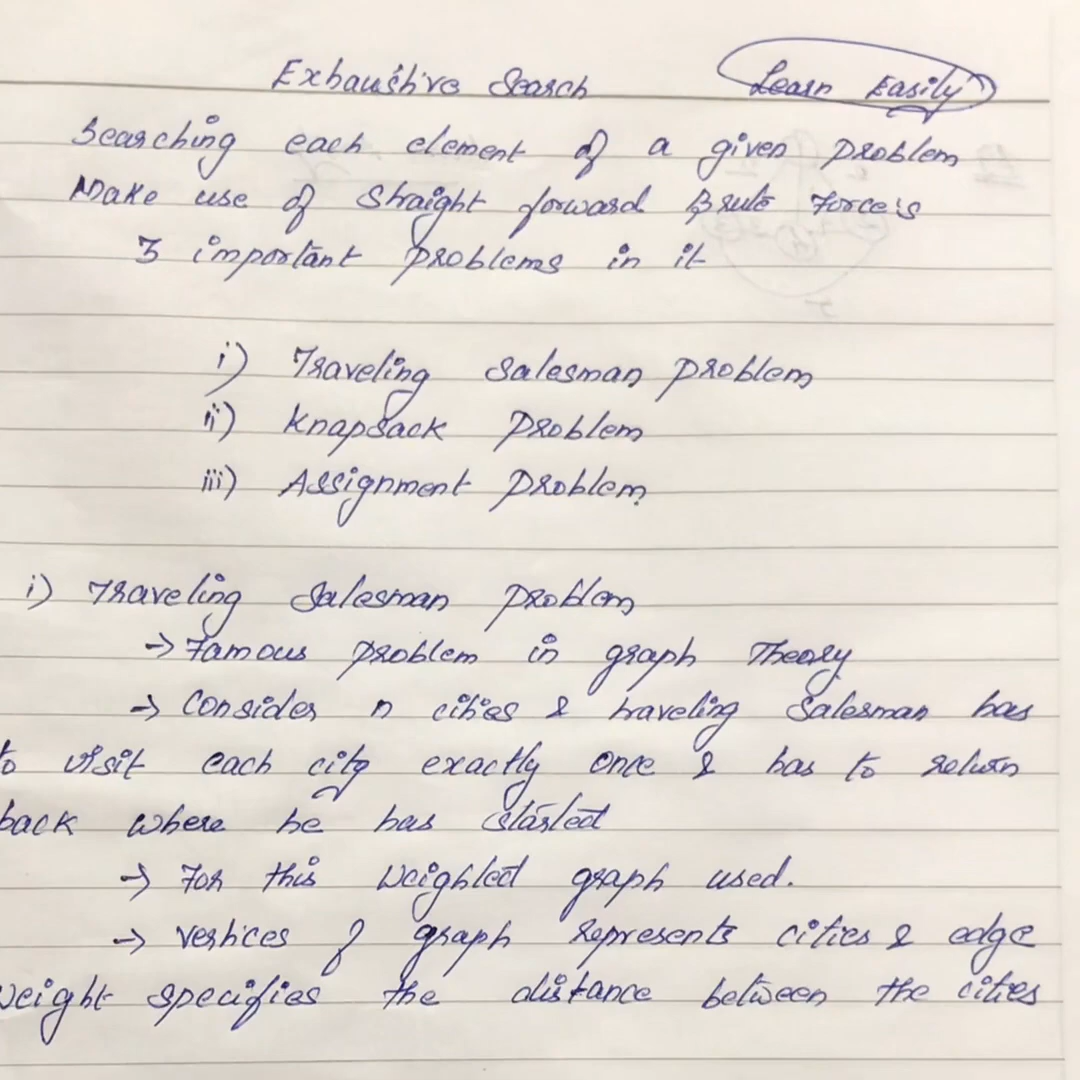 Exhaustive Search Learn Easily
Searching each element of a given problem
Make use of Straight forward Brute Force's
3 important problems in it
i) Traveling Salesman problem
ii) Knapsack Problem
iii) Assignment Problem
i) Traveling Salesman Problem
→ Famous problem in graph Theory
→ Consider n cities & traveling Salesman has
to visit each city exactly once & has to return
back where he has started
→ For this weighted graph used.
→ vertices of graph represents cities & edge
weight specifies the distance between the cities